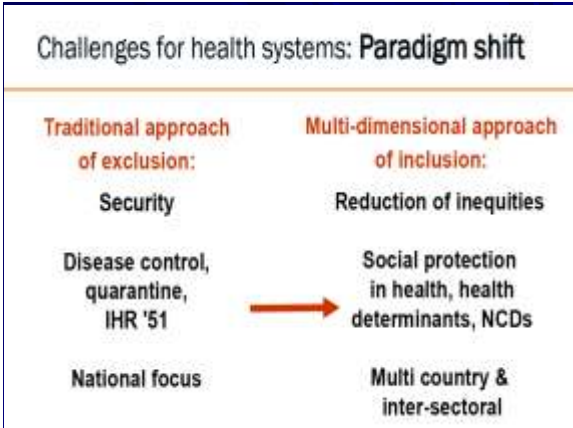 Challenges for health systems: Paradigm shift
Traditional approach
of exclusion:
Security
Disease control,
quarantine,
IHR '51
National focus
Multi-dimensional approach
of inclusion:
Reduction of inequities
Social protection
in health, health
determinants, NCDs
Multi country &
inter-sectoral